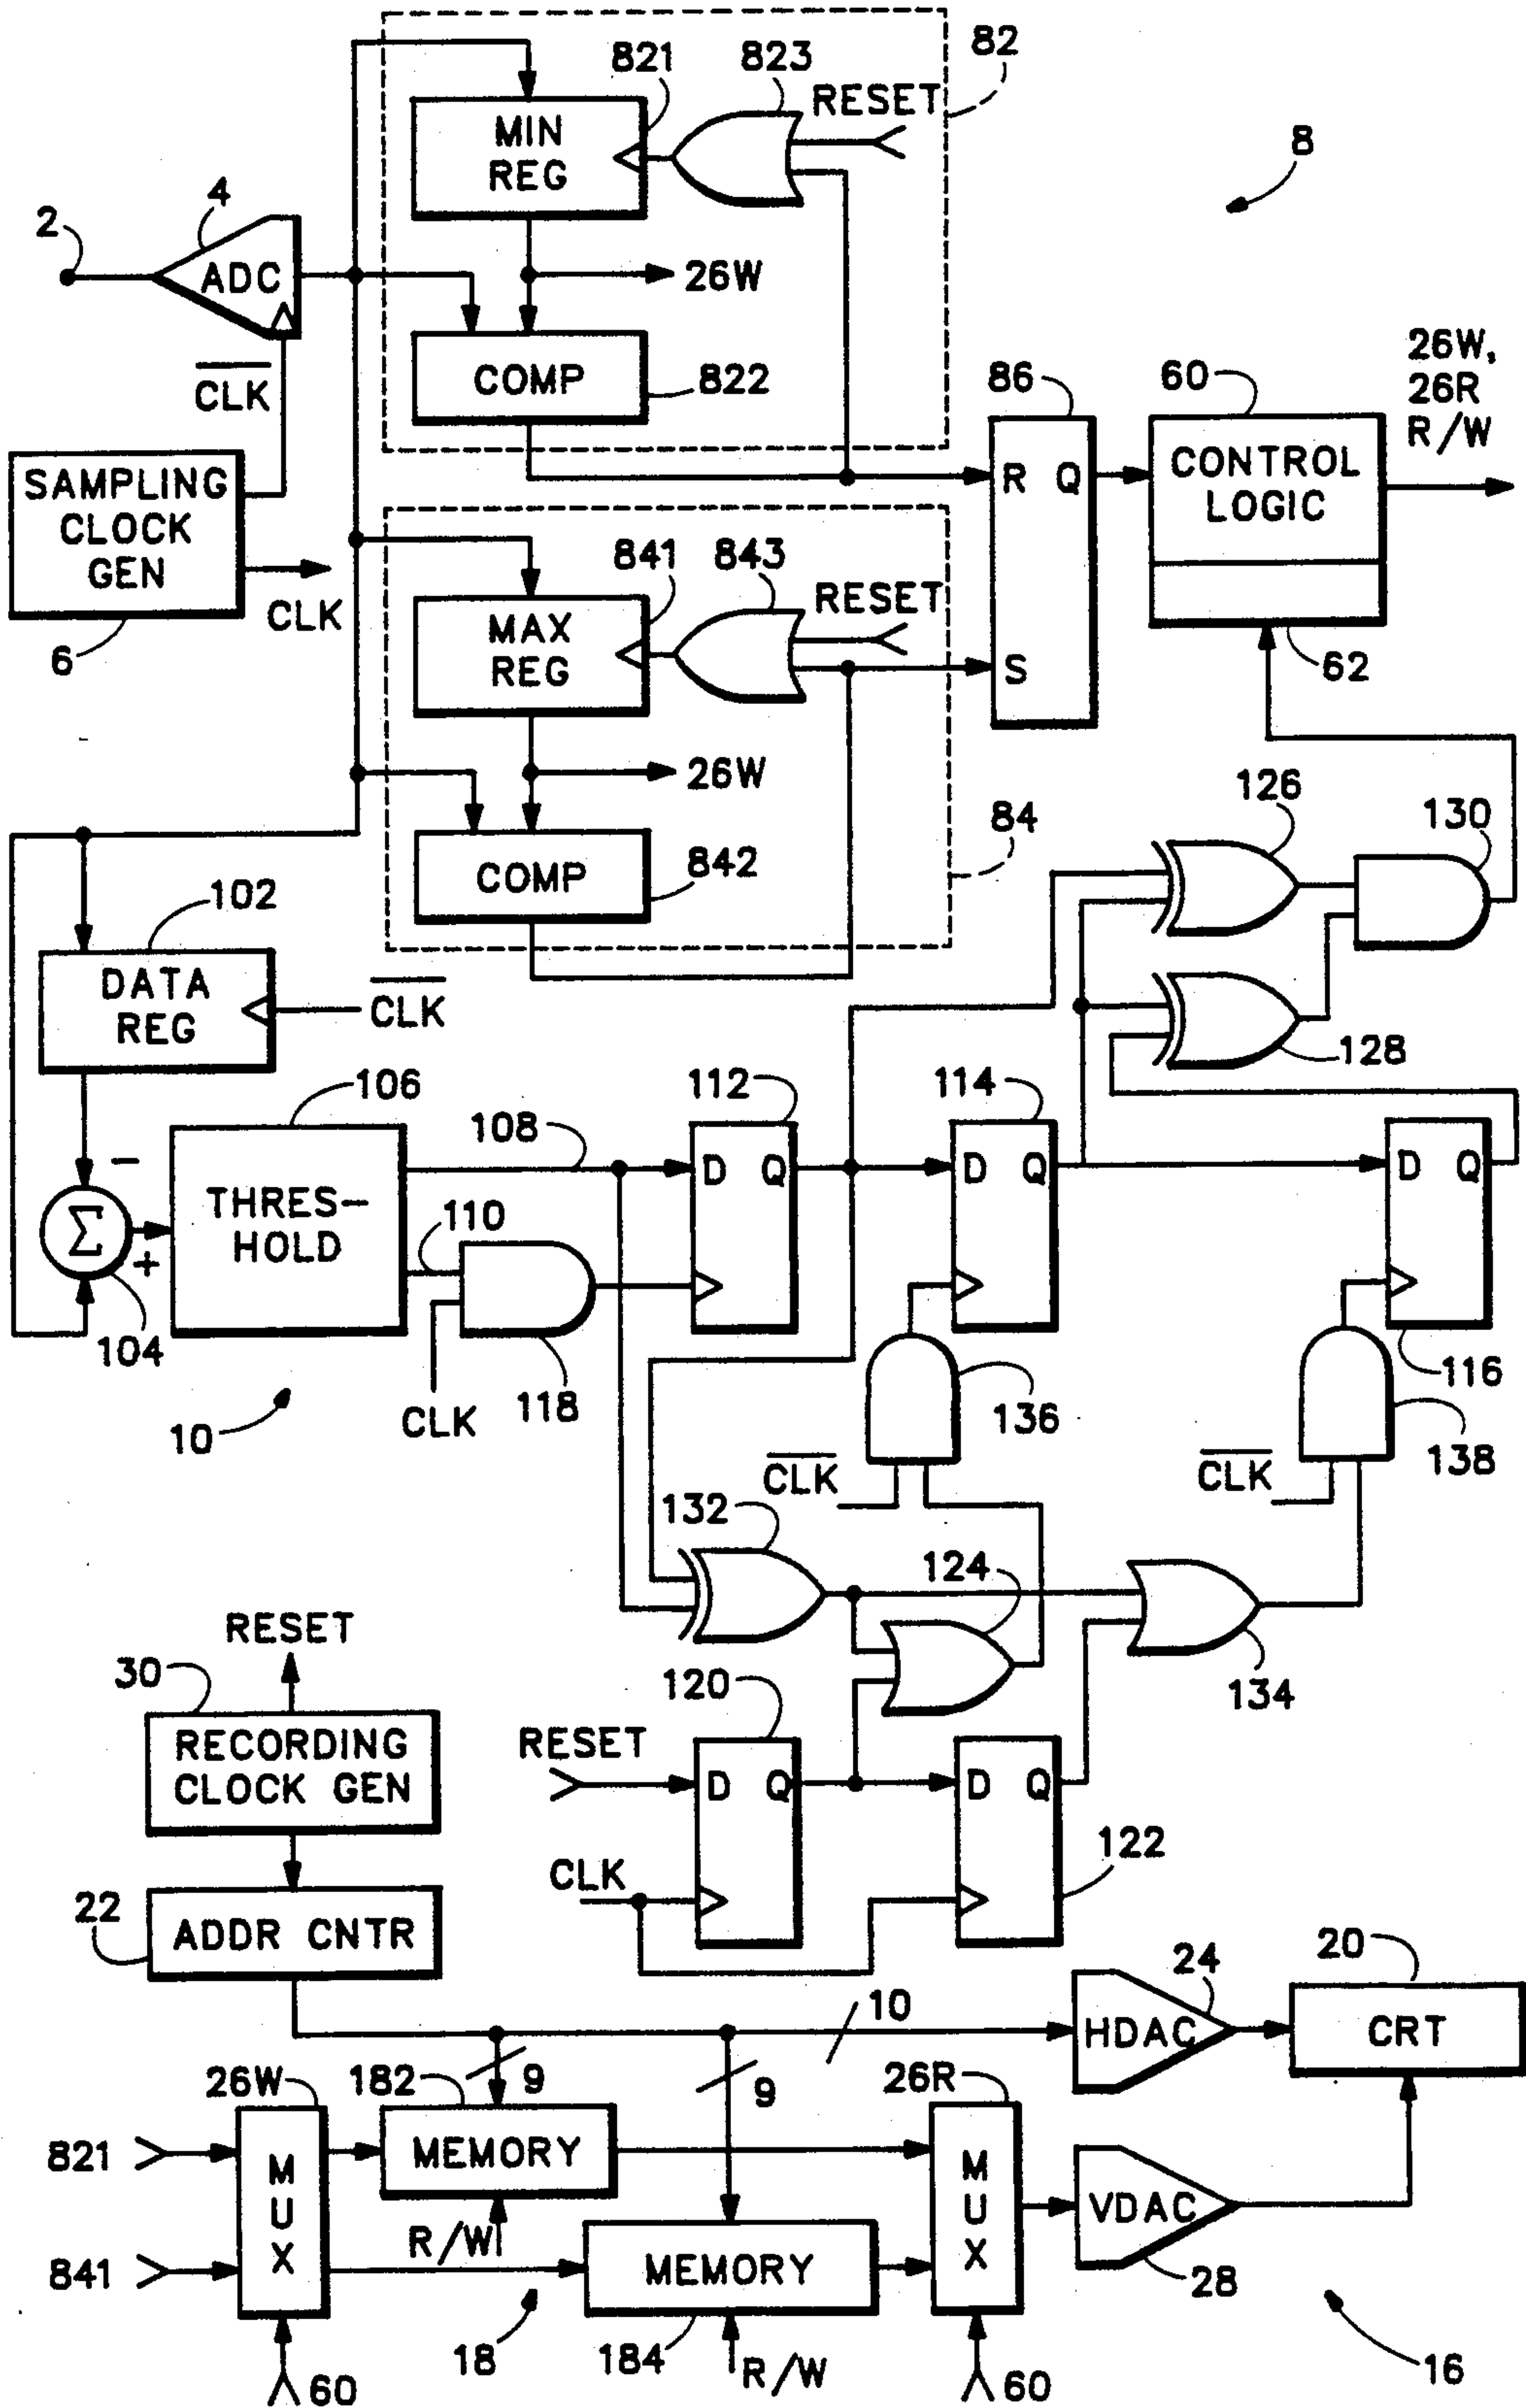 82
821
823
RESET
MIN
REG
8
4
2
ADC
26W
CLK
COMP
822
26W,
26R
R/W
86
60
SAMPLING
CLOCK
GEN
R Q
CONTROL
LOGIC
CLK
6
841
843
RESET
MAX
REG
S
62
26W
126
130
84
COMP
842
102
DATA
REG
CLK
128
106
112
114
108
D Q
D Q
D Q
−
THRES-
HOLD
110
Σ
+
104
118
CLK
10
136
116
138
CLK
CLK
132
124
RESET
30
120
134
RECORDING
CLOCK GEN
RESET
D Q
D Q
122
CLK
22
ADDR CNTR
24
20
10
HDAC
CRT
26W
182
9
9
26R
821
MUX
MEMORY
MUX
VDAC
R/W
841
MEMORY
28
18
184
R/W
16
60
60